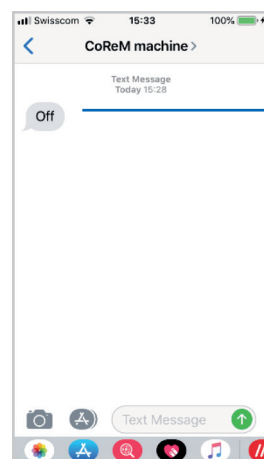 Swisscom 15:33 100%
CoReM machine
Text Message
Today 15:28
Off
Text Message